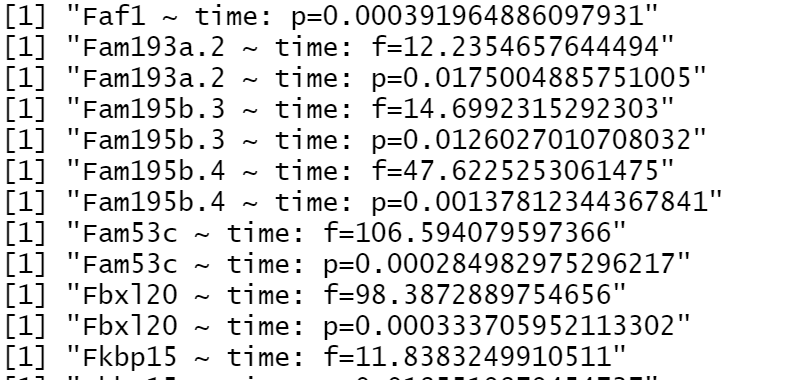 [1] "Faf1 ~ time: p=0.000391964886097931"
[1] "Fam193a.2 ~ time: f=12.2354657644494"
[1] "Fam193a.2 ~ time: p=0.0175004885751005"
[1] "Fam195b.3 ~ time: f=14.6992315292303"
[1] "Fam195b.3 ~ time: p=0.0126027010708032"
[1] "Fam195b.4 ~ time: f=47.6225253061475"
[1] "Fam195b.4 ~ time: p=0.00137812344367841"
[1] "Fam53c ~ time: f=106.594079597366"
[1] "Fam53c ~ time: p=0.000284982975296217"
[1] "Fbxl20 ~ time: f=98.3872889754656"
[1] "Fbxl20 ~ time: p=0.000333705952113302"
[1] "Fkbp15 ~ time: f=11.8383249910511"